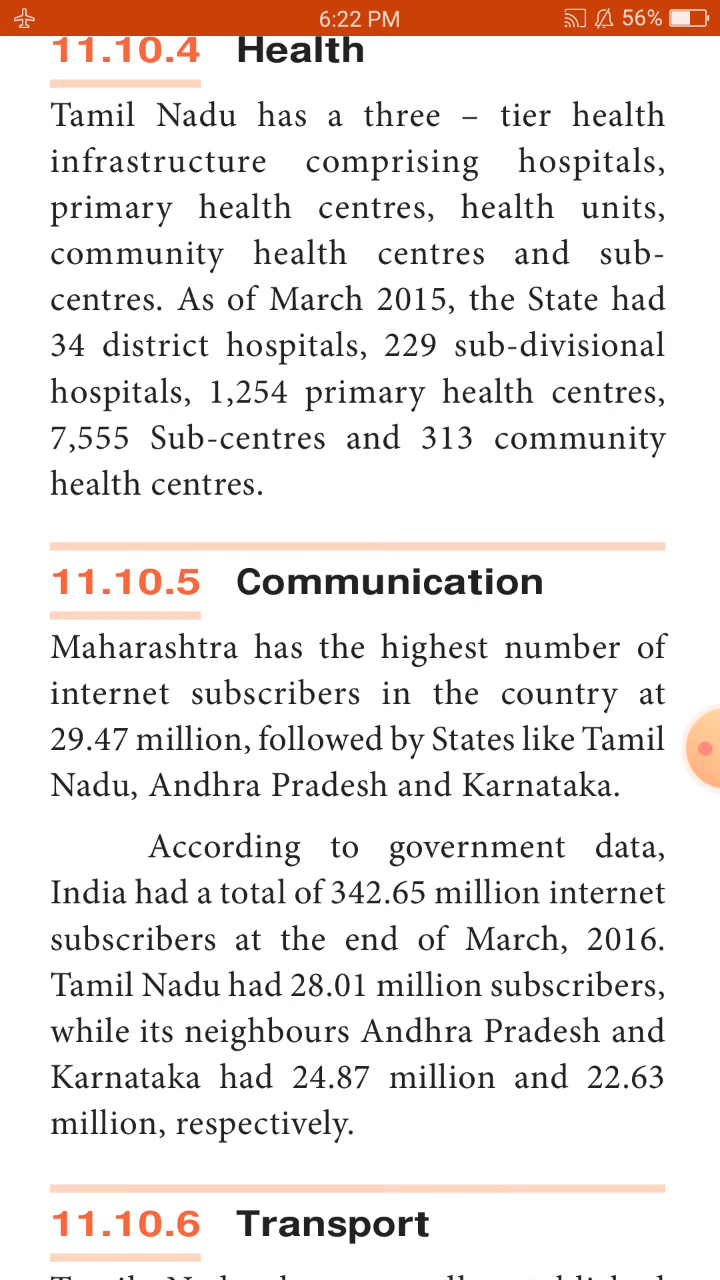 6:22 PM
56%
11.10.4 Health
Tamil Nadu has a three – tier health
infrastructure comprising hospitals,
primary health centres, health units,
community health centres and sub-
centres. As of March 2015, the State had
34 district hospitals, 229 sub-divisional
hospitals, 1,254 primary health centres,
7,555 Sub-centres and 313 community
health centres.
11.10.5 Communication
Maharashtra has the highest number of
internet subscribers in the country at
29.47 million, followed by States like Tamil
Nadu, Andhra Pradesh and Karnataka.
According to government data,
India had a total of 342.65 million internet
subscribers at the end of March, 2016.
Tamil Nadu had 28.01 million subscribers,
while its neighbours Andhra Pradesh and
Karnataka had 24.87 million and 22.63
million, respectively.
11.10.6 Transport